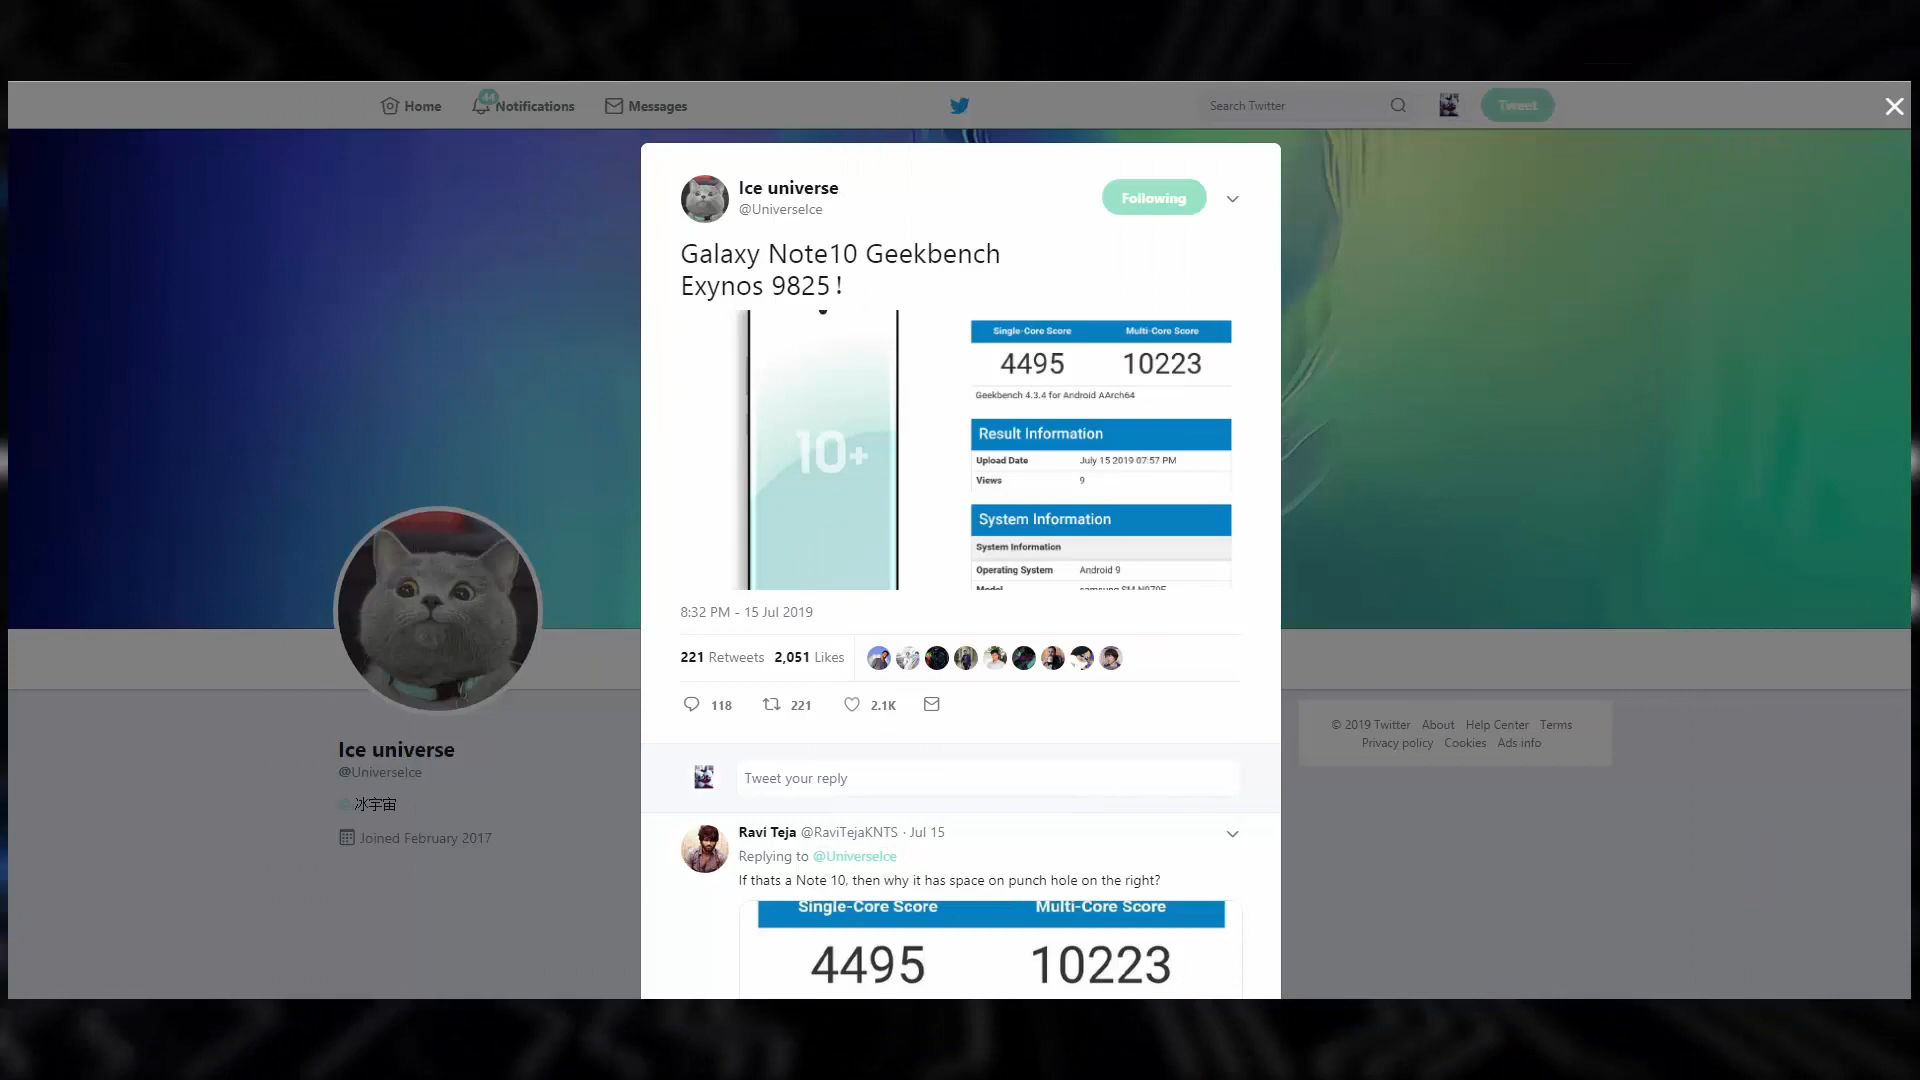 Home
44
Notifications
Messages
Search Twitter
Tweet
Ice universe
@UniverseIce
Following
Galaxy Note10 Geekbench
Exynos 9825!
10+
Single-Core Score Multi-Core Score
4495 10223
Geekbench 4.3.4 for Android AArch64
Result Information
Upload Date July 15 2019 07:57 PM
Views 9
System Information
System Information
Operating System Android 9
Model
8:32 PM - 15 Jul 2019
221 Retweets 2,051 Likes
118 221 2.1K
Tweet your reply
Ravi Teja @RaviTejaKNTS · Jul 15
Replying to @UniverseIce
If thats a Note 10, then why it has space on punch hole on the right?
Single-Core Score Multi-Core Score
4495 10223
Ice universe
@UniverseIce
冰宇宙
Joined February 2017
© 2019 Twitter About Help Center Terms
Privacy policy Cookies Ads info